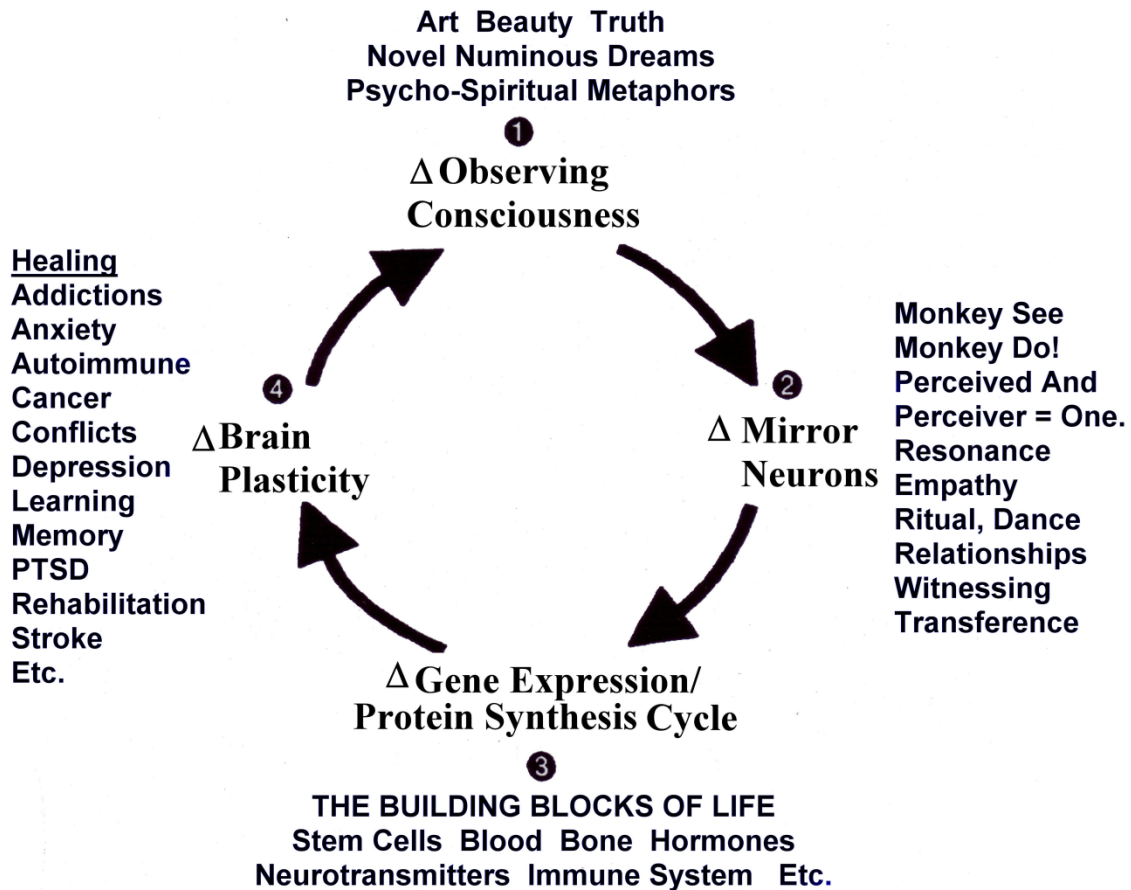 Art Beauty Truth
Novel Numinous Dreams
Psycho-Spiritual Metaphors
1
Δ Observing
Consciousness
Healing
Addictions
Anxiety
Autoimmune
Cancer
Conflicts
Depression
Learning
Memory
PTSD
Rehabilitation
Stroke
Etc.
4
Δ Brain
Plasticity
2
Δ Mirror
Neurons
Monkey See
Monkey Do!
Perceived And
Perceiver = One.
Resonance
Empathy
Ritual, Dance
Relationships
Witnessing
Transference
Δ Gene Expression/
Protein Synthesis Cycle
3
THE BUILDING BLOCKS OF LIFE
Stem Cells Blood Bone Hormones
Neurotransmitters Immune System Etc.